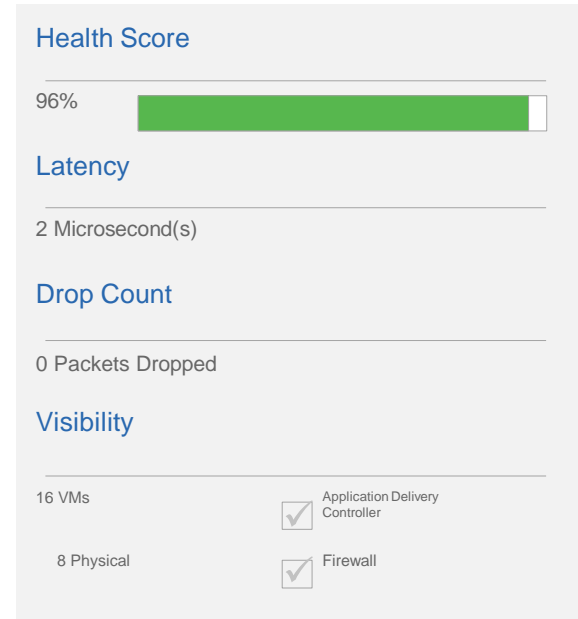 Health Score
96%
Latency
2 Microsecond(s)
Drop Count
0 Packets Dropped
Visibility
16 VMs
Application Delivery
Controller
8 Physical
Firewall